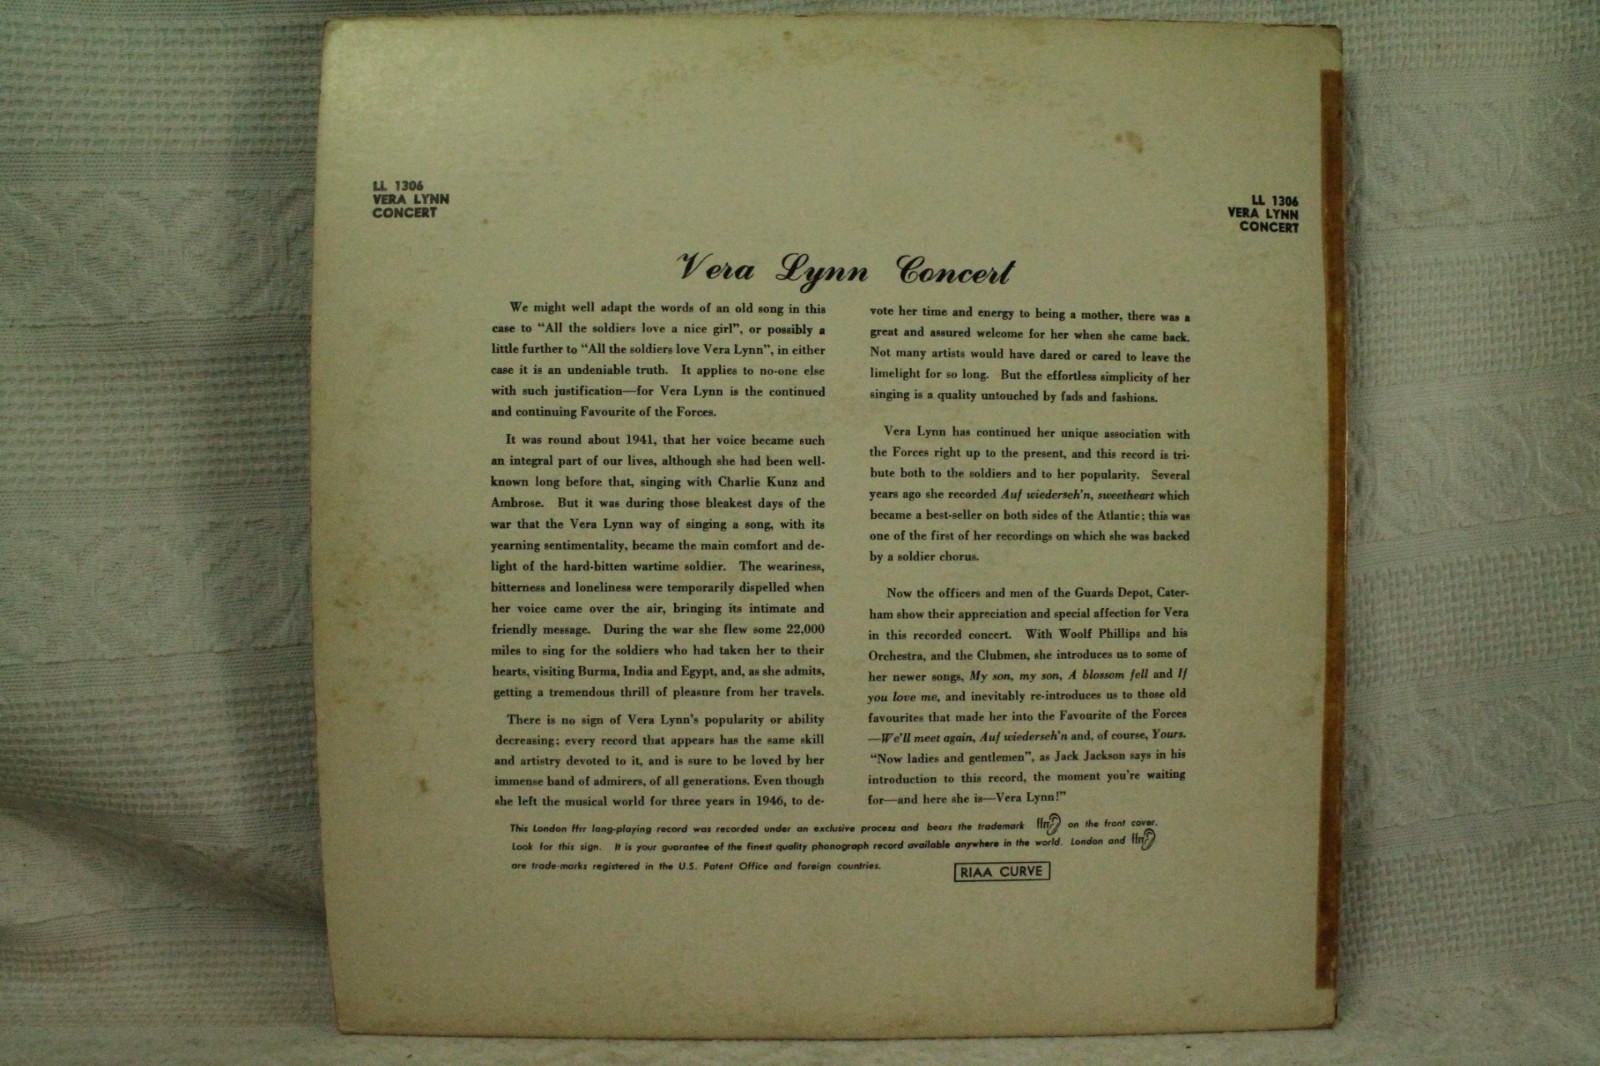 LL 1306
VERA LYNN
CONCERT
LL 1306
VERA LYNN
CONCERT
Vera Lynn Concert
We might well adapt the words of an old song in this
case to "All the soldiers love a nice girl", or possibly a
little further to "All the soldiers love Vera Lynn", in either
case it is an undeniable truth. It applies to no-one else
with such justification—for Vera Lynn is the continued
and continuing Favourite of the Forces.
It was round about 1941, that her voice became such
an integral part of our lives, although she had been well-
known long before that, singing with Charlie Kunz and
Ambrose. But it was during those bleakest days of the
war that the Vera Lynn way of singing a song, with its
yearning sentimentality, became the main comfort and de-
light of the hard-bitten wartime soldier. The weariness,
bitterness and loneliness were temporarily dispelled when
her voice came over the air, bringing its intimate and
friendly message. During the war she flew some 22,000
miles to sing for the soldiers who had taken her to their
hearts, visiting Burma, India and Egypt, and, as she admits,
getting a tremendous thrill of pleasure from her travels.
There is no sign of Vera Lynn's popularity or ability
decreasing; every record that appears has the same skill
and artistry devoted to it, and is sure to be loved by her
immense band of admirers, of all generations. Even though
she left the musical world for three years in 1946, to de-
vote her time and energy to being a mother, there was a
great and assured welcome for her when she came back.
Not many artists would have dared or cared to leave the
limelight for so long. But the effortless simplicity of her
singing is a quality untouched by fads and fashions.
Vera Lynn has continued her unique association with
the Forces right up to the present, and this record is tri-
bute both to the soldiers and to her popularity. Several
years ago she recorded Auf wiederseh'n, sweetheart which
became a best-seller on both sides of the Atlantic; this was
one of the first of her recordings on which she was backed
by a soldier chorus.
Now the officers and men of the Guards Depot, Cater-
ham show their appreciation and special affection for Vera
in this recorded concert. With Woolf Phillips and his
Orchestra, and the Clubmen, she introduces us to some of
her newer songs, My son, my son, A blossom fell and If
you love me, and inevitably re-introduces us to those old
favourites that made her into the Favourite of the Forces
—We'll meet again, Auf wiederseh'n and, of course, Yours.
"Now ladies and gentlemen", as Jack Jackson says in his
introduction to this record, the moment you're waiting
for—and here she is—Vera Lynn!"
This London ffrr long-playing record was recorded under an exclusive process and bears the trademark ffrr on the front cover.
Look for this sign. It is your guarantee of the finest quality phonograph record available anywhere in the world. London and ffrr
are trade-marks registered in the U.S. Patent Office and foreign countries.
RIAA CURVE